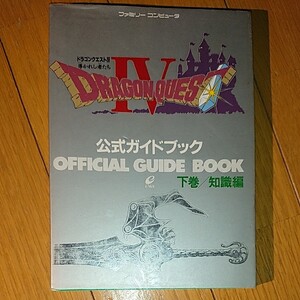 ファミリーコンピュータ
ドラゴンクエストIV
導かれし者たち
DRAGON QUEST
IV
公式ガイドブック
OFFICIAL GUIDE BOOK
下巻/知識編